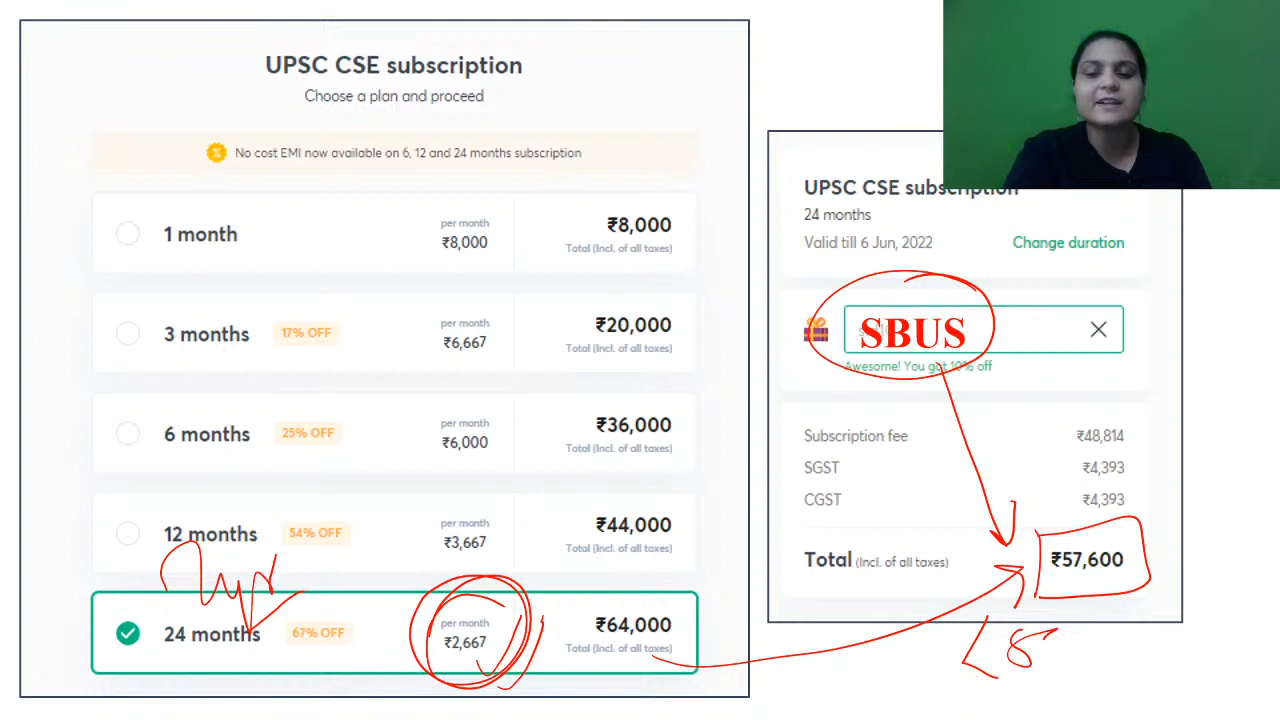 UPSC CSE subscription
Choose a plan and proceed
No cost EMI now available on 6, 12 and 24 months subscription
1 month
per month
₹8,000
₹8,000
Total (Incl. of all taxes)
3 months
17% OFF
per month
₹6,667
₹20,000
Total (Incl. of all taxes)
6 months
25% OFF
per month
₹6,000
₹36,000
Total (Incl. of all taxes)
12 months
54% OFF
per month
₹3,667
₹44,000
Total (Incl. of all taxes)
24 months
67% OFF
per month
₹2,667
₹64,000
Total (Incl. of all taxes)
UPSC CSE subscription
24 months
Valid till 6 Jun, 2022
Change duration
SBUS
Awesome! You got 10% off
Subscription fee ₹48,814
SGST ₹4,393
CGST ₹4,393
Total (Incl. of all taxes) ₹57,600